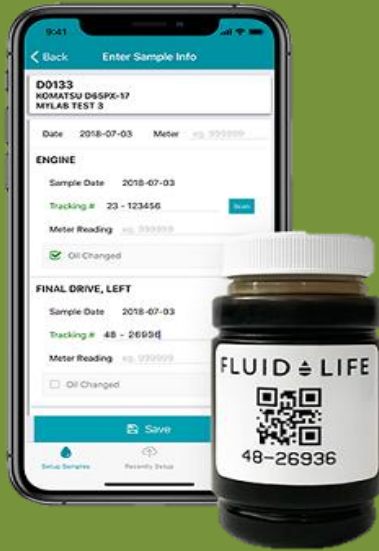 9:41
Back Enter Sample Info
D0133
KOMATSU D65PX-17
MYLAB TEST 3
Date 2018-07-03 Meter eg. 999999
ENGINE
Sample Date 2018-07-03
Tracking # 23 - 123456 Scan
Meter Reading eg. 999999
Oil Changed
FINAL DRIVE, LEFT
Sample Date 2018-07-03
Tracking # 48 - 26936
Meter Reading eg. 999999
Oil Changed
Save
Setup Samples Recently Setup
FLUID LIFE
48-26936